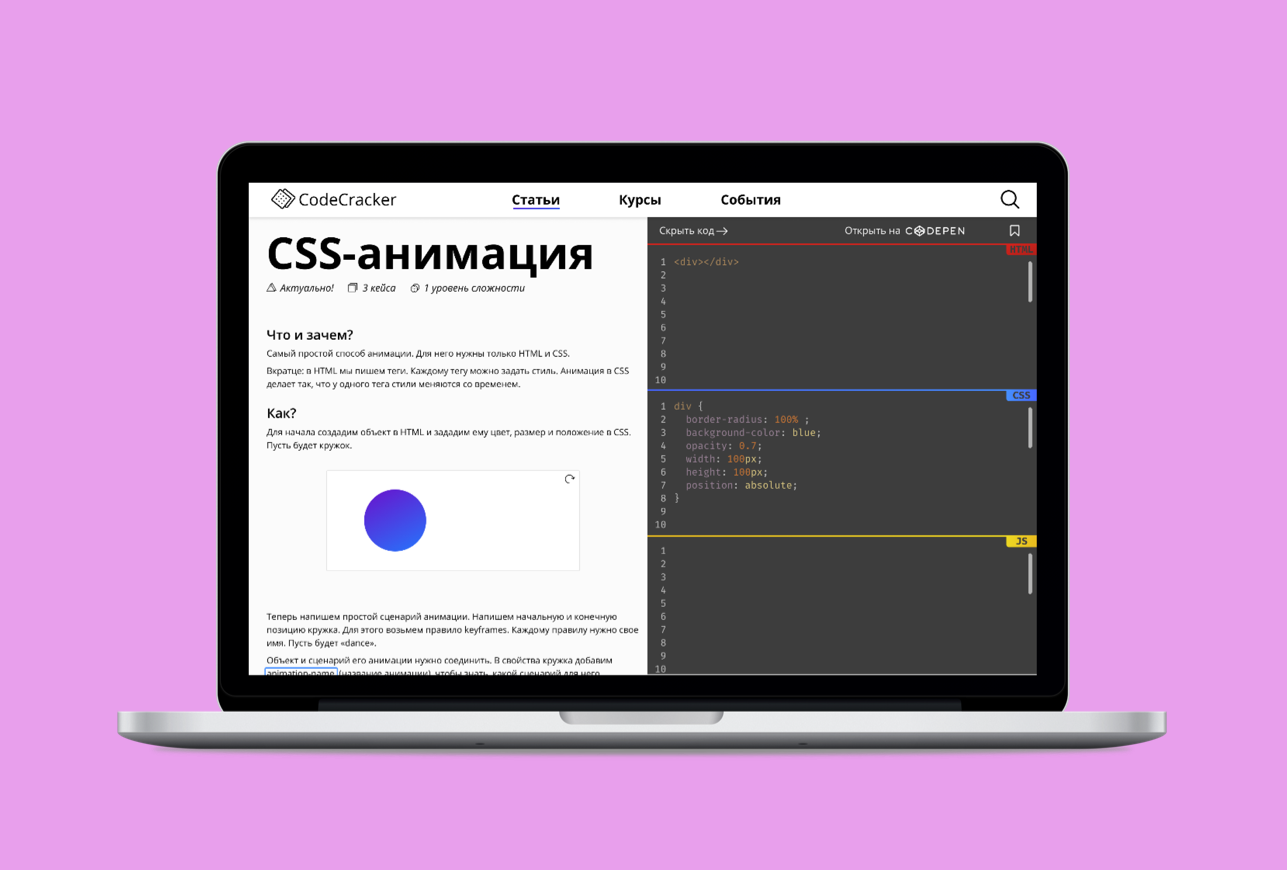 CodeCracker
Статьи
Курсы
События
CSS-анимация
Актуально!
3 кейса
1 уровень сложности
Что и зачем?
Самый простой способ анимации. Для него нужны только HTML и CSS.
Вкратце: в HTML мы пишем теги. Каждому тегу можно задать стиль. Анимация в CSS
делает так, что у одного тега стили меняются со временем.
Как?
Для начала создадим объект в HTML и зададим ему цвет, размер и положение в CSS.
Пусть будет кружок.
Теперь напишем простой сценарий анимации. Напишем начальную и конечную
позицию кружка. Для этого возьмем правило keyframes. Каждому правилу нужно свое
имя. Пусть будет «dance».
Объект и сценарий его анимации нужно соединить. В свойства кружка добавим
animation-name (название анимации), чтобы знать, какой сценарий для него
Скрыть код→
Открыть на CODEPEN
HTML
1 <div></div>
2
3
4
5
6
7
8
9
10
CSS
1 div {
2 border-radius: 100% ;
3 background-color: blue;
4 opacity: 0.7;
5 width: 100px;
6 height: 100px;
7 position: absolute;
8 }
9
10
JS
1
2
3
4
5
6
7
8
9
10